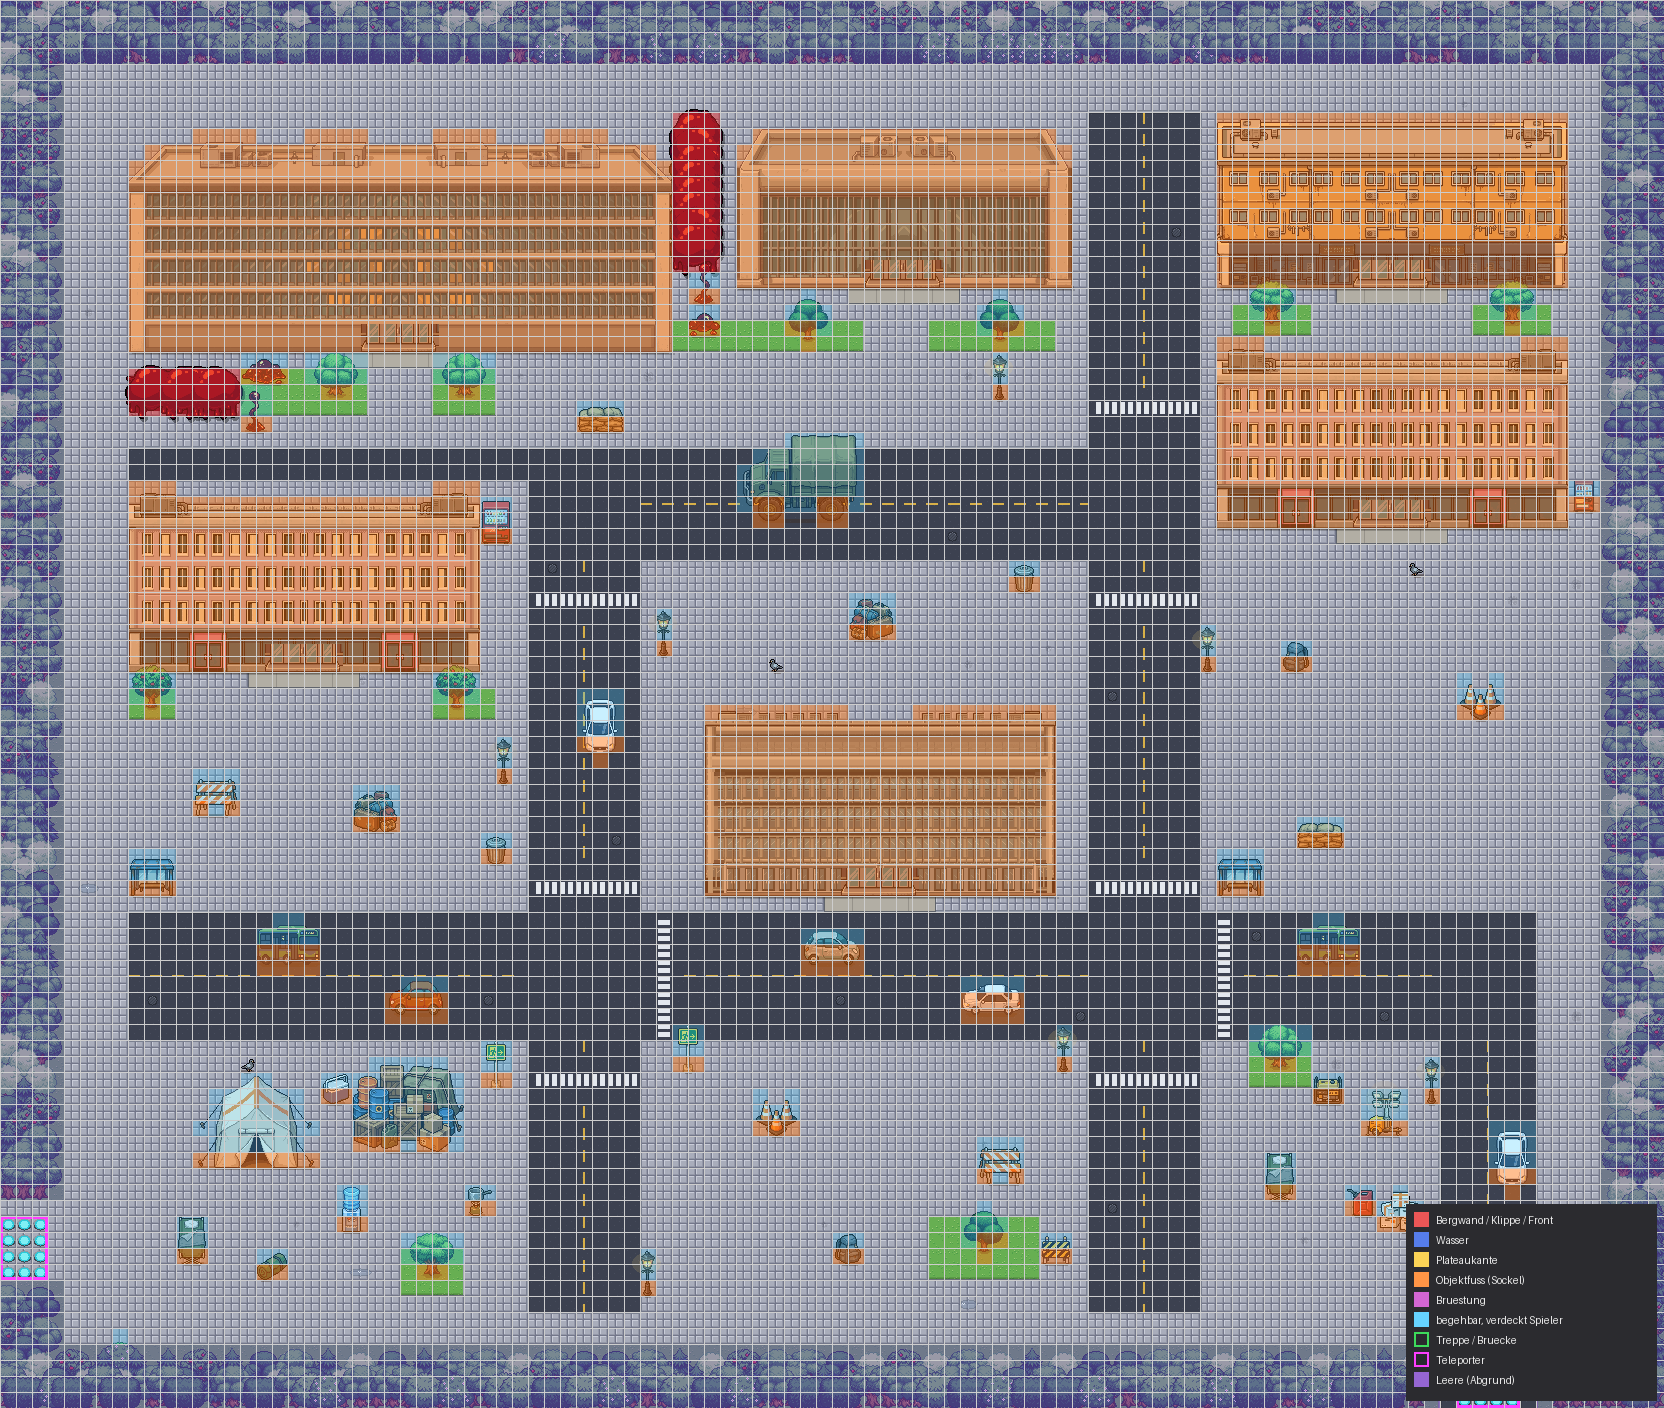 Bergwand / Klippe / Front
Wasser
Plateaukante
Objektfuss (Sockel)
Bruestung
begehbar, verdeckt Spieler
Treppe / Bruecke
Teleporter
Leere (Abgrund)